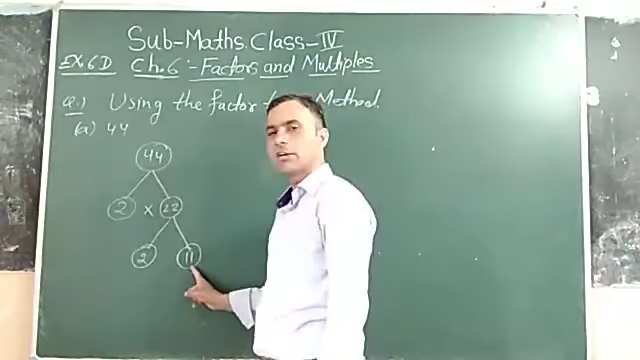 Sub-Maths. Class-IV
EX.6D Ch.6:-Factors and Multiples
Q.1 Using the factor Method.
(a) 44
44
2 x 22
2 11